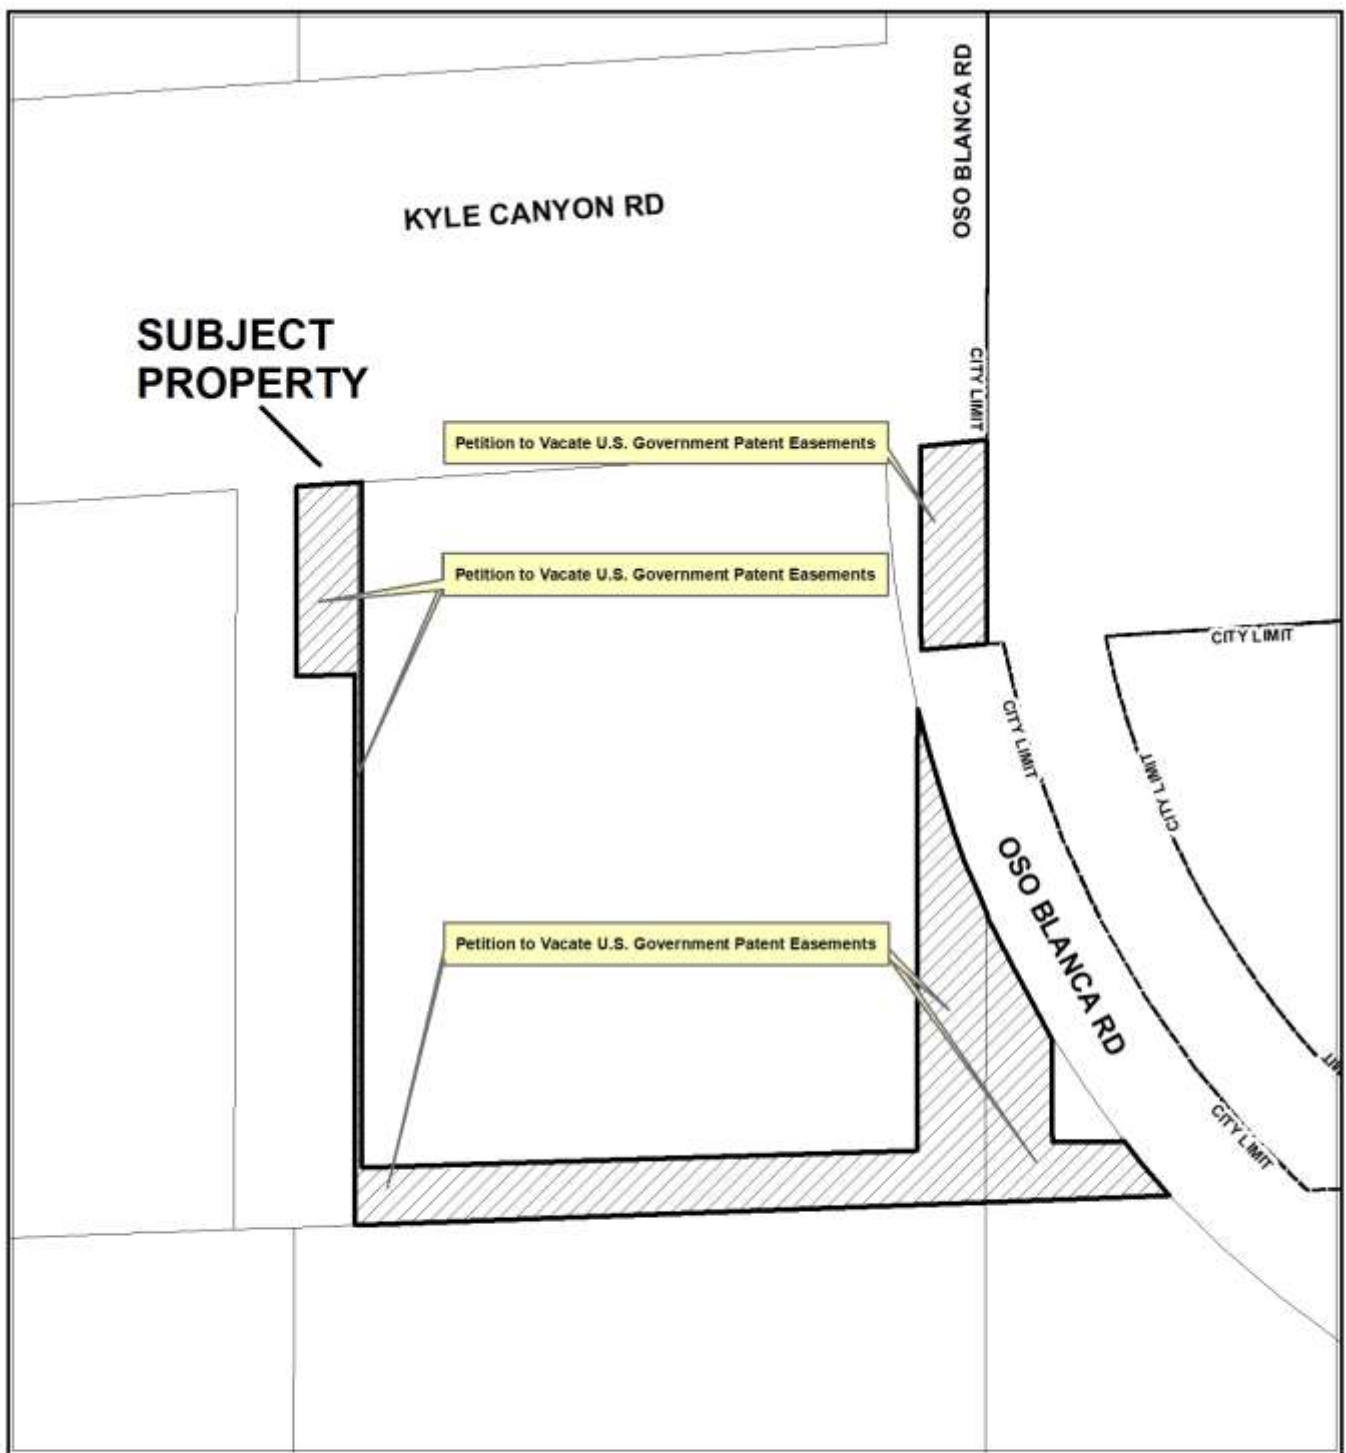 OSO BLANCA RD
KYLE CANYON RD
SUBJECT
PROPERTY
CITY LIMIT
Petition to Vacate U.S. Government Patent Easements
Petition to Vacate U.S. Government Patent Easements
CITY LIMIT
CITY LIMIT
CITY LIMIT
OSO BLANCA RD
Petition to Vacate U.S. Government Patent Easements
CITY LIMIT